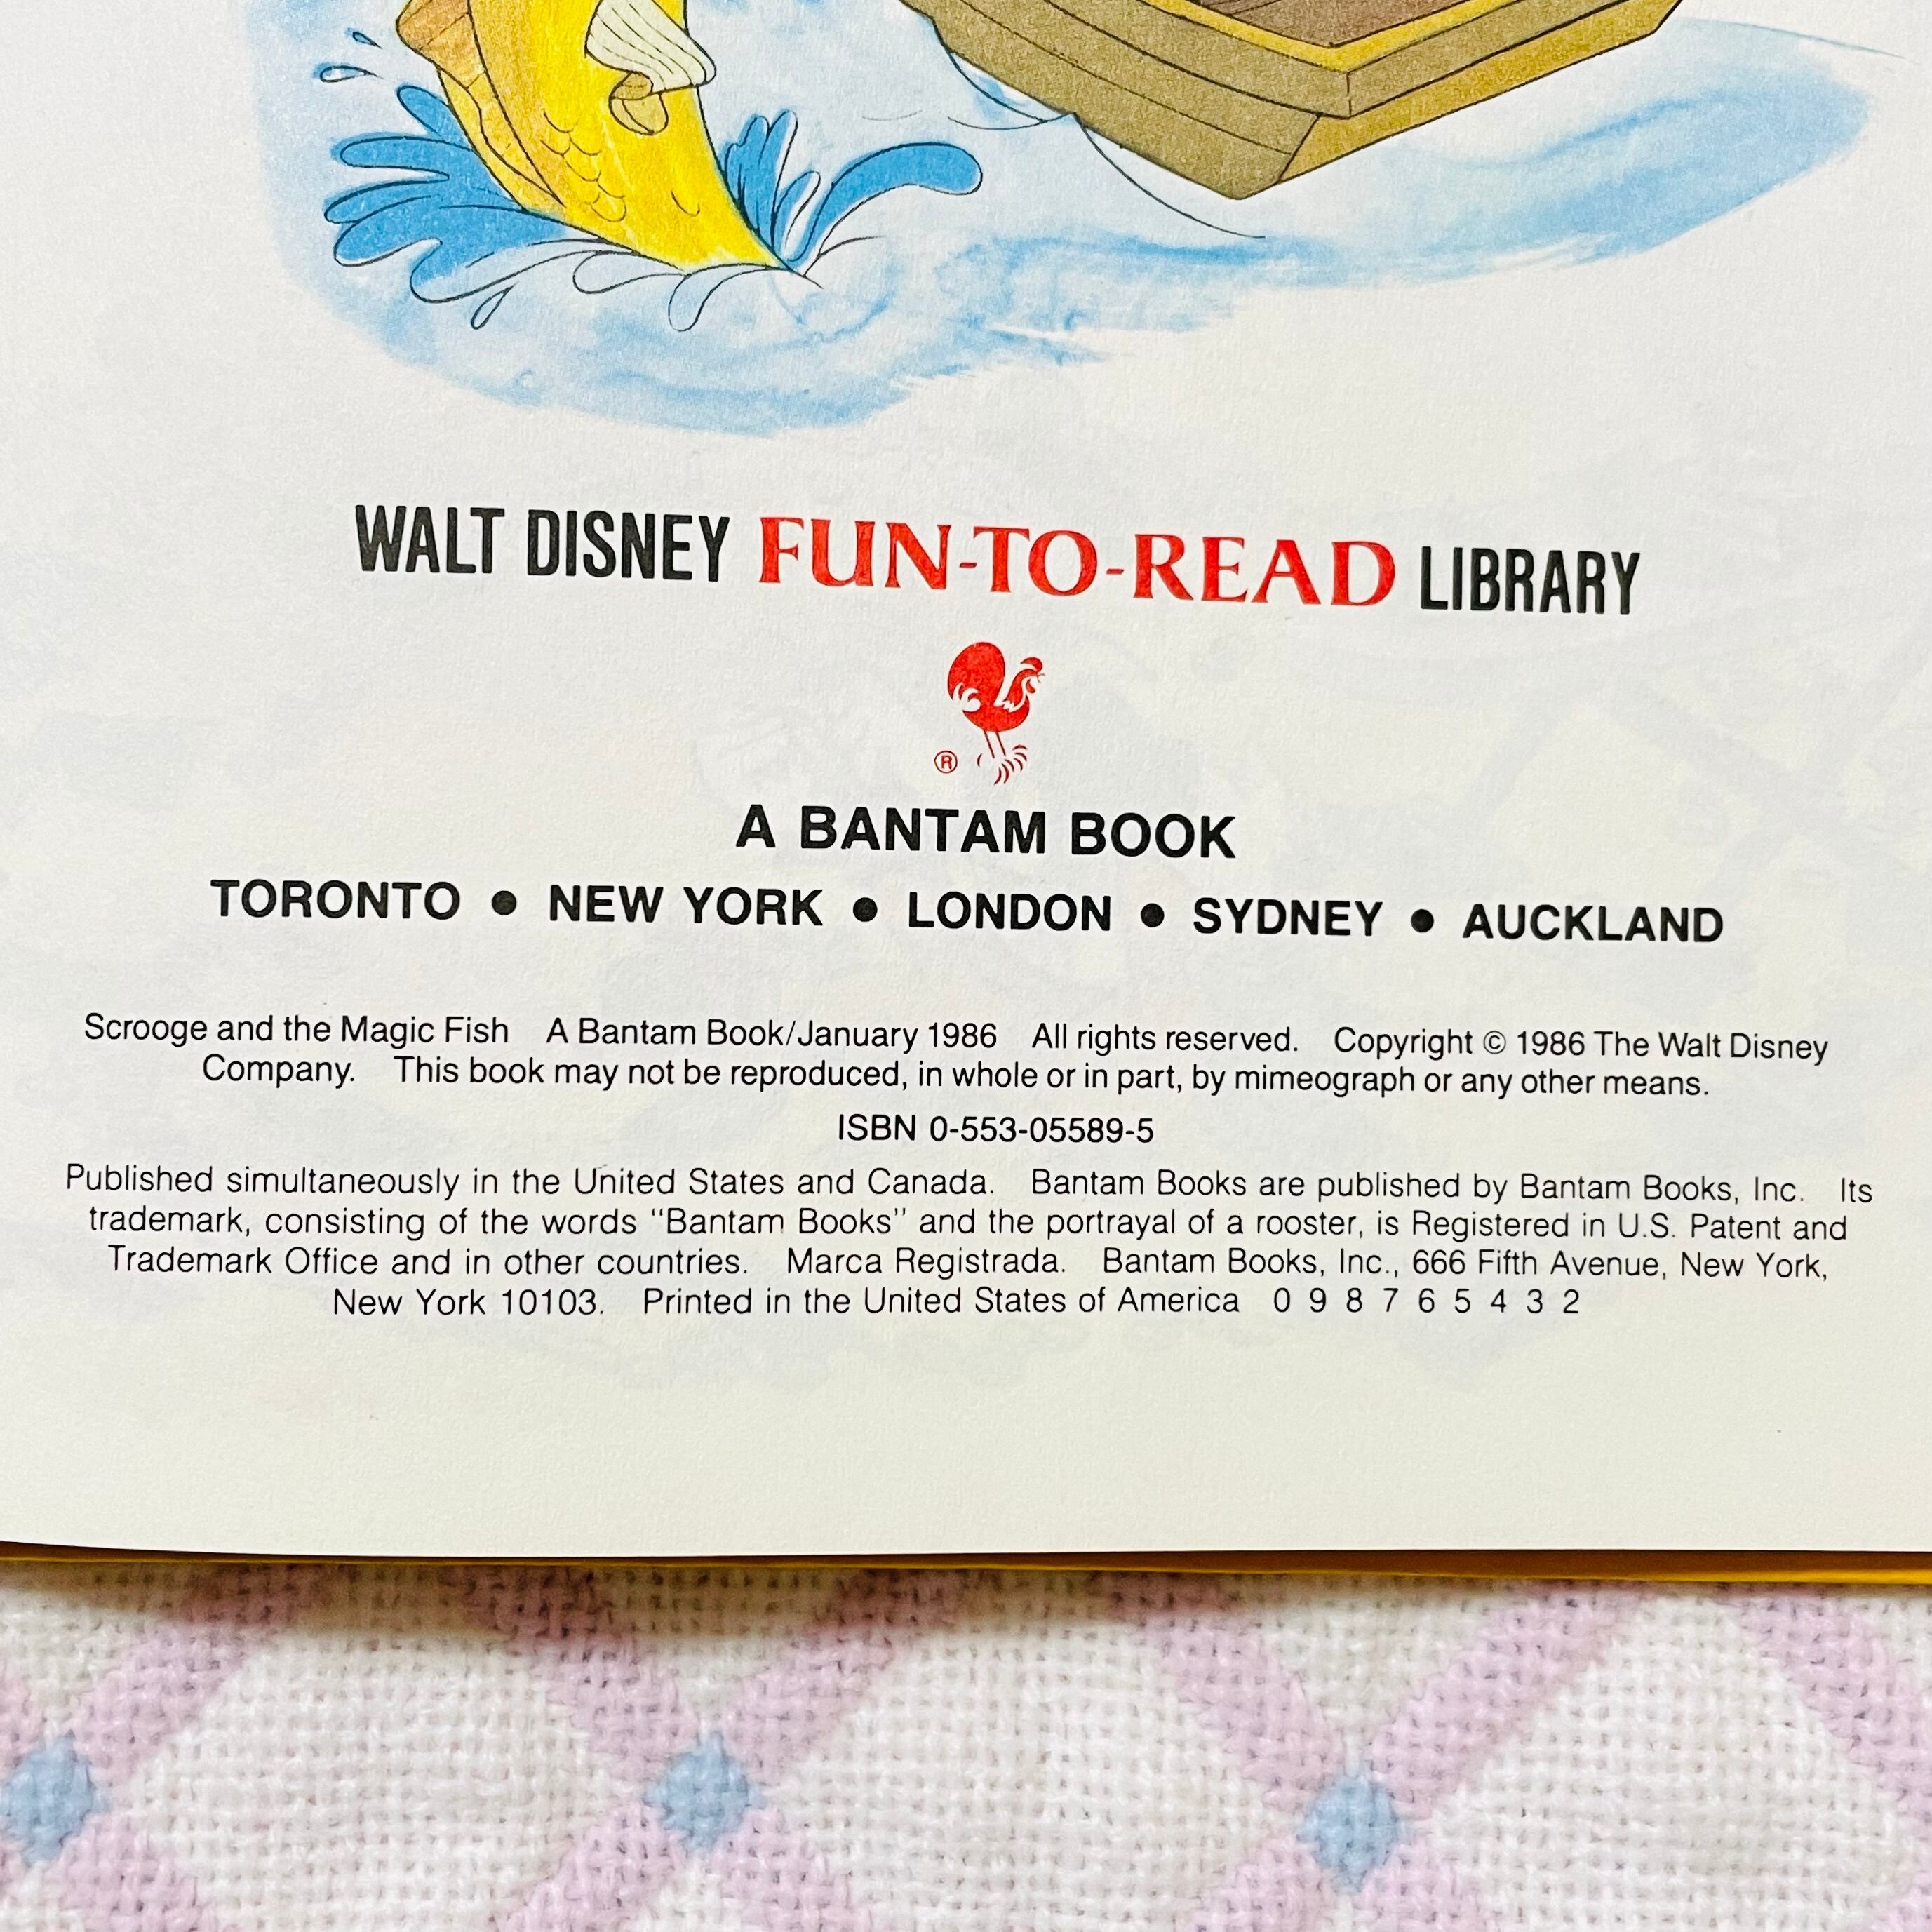 WALT DISNEY FUN-TO-READ LIBRARY
®
A BANTAM BOOK
TORONTO • NEW YORK • LONDON • SYDNEY • AUCKLAND
Scrooge and the Magic Fish A Bantam Book/January 1986 All rights reserved. Copyright © 1986 The Walt Disney
Company. This book may not be reproduced, in whole or in part, by mimeograph or any other means.
ISBN 0-553-05589-5
Published simultaneously in the United States and Canada. Bantam Books are published by Bantam Books, Inc. Its
trademark, consisting of the words "Bantam Books" and the portrayal of a rooster, is Registered in U.S. Patent and
Trademark Office and in other countries. Marca Registrada. Bantam Books, Inc., 666 Fifth Avenue, New York,
New York 10103. Printed in the United States of America 0 9 8 7 6 5 4 3 2